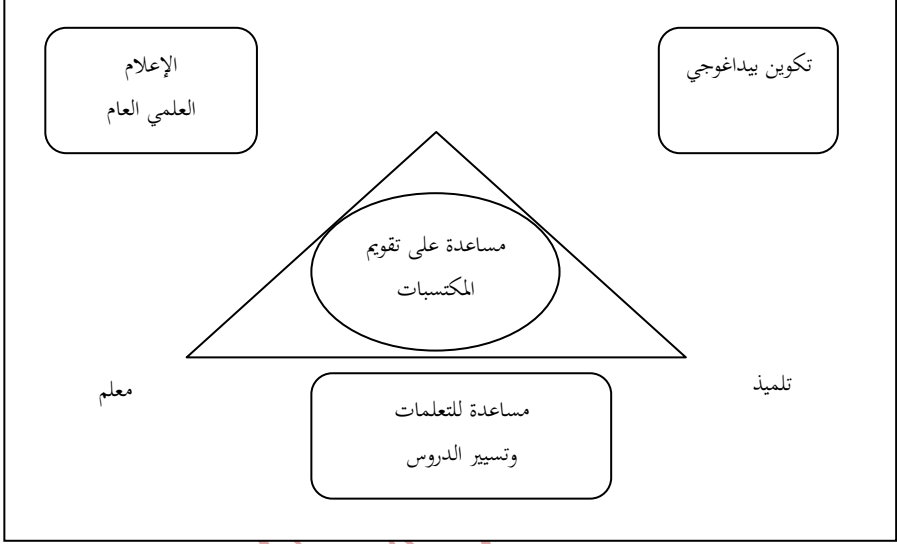 تكوين بيداغوجي
الإعلام
العلمي العام
مساعدة على تقويم
المكتسبات
تلميذ
معلم
مساعدة للتعلمات
وتسيير الدروس